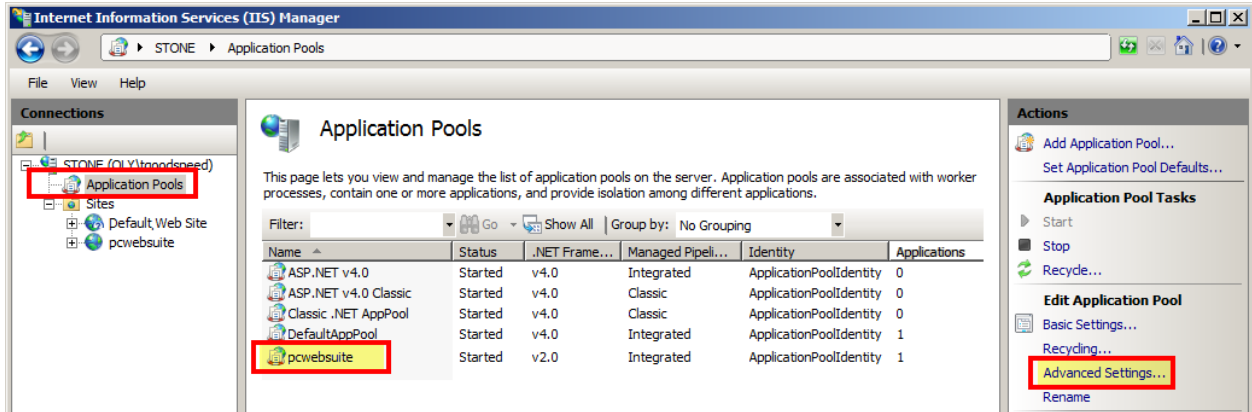 Internet Information Services (IIS) Manager
STONE Application Pools
File View Help
Connections
STONE (OLY\tgoodspeed)
Application Pools
Sites
Default Web Site
pcwebsuite
Application Pools
This page lets you view and manage the list of application pools on the server. Application pools are associated with worker
processes, contain one or more applications, and provide isolation among different applications.
Filter: Go Show All Group by: No Grouping
Name Status .NET Frame... Managed Pipeli... Identity Applications
ASP.NET v4.0 Started v4.0 Integrated ApplicationPoolIdentity 0
ASP.NET v4.0 Classic Started v4.0 Classic ApplicationPoolIdentity 0
Classic .NET AppPool Started v4.0 Classic ApplicationPoolIdentity 0
DefaultAppPool Started v4.0 Integrated ApplicationPoolIdentity 1
pcwebsuite Started v2.0 Integrated ApplicationPoolIdentity 1
Actions
Add Application Pool...
Set Application Pool Defaults...
Application Pool Tasks
Start
Stop
Recycle...
Edit Application Pool
Basic Settings...
Recycling...
Advanced Settings...
Rename